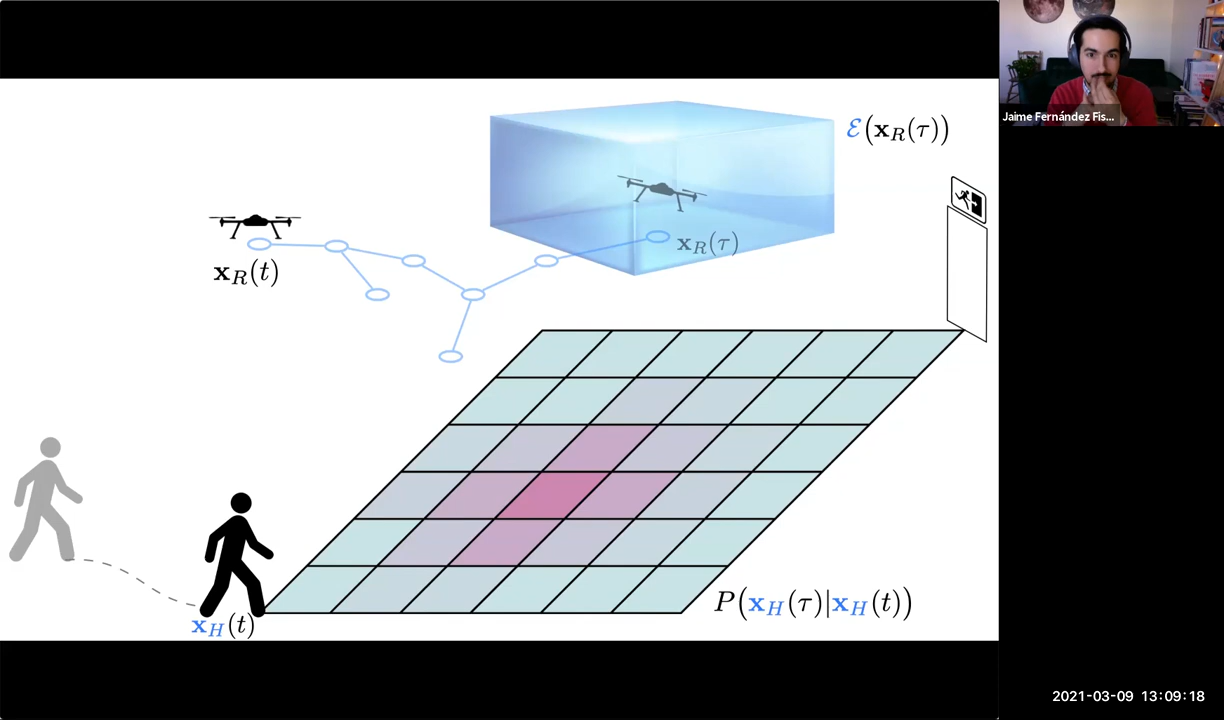 ℰ(x_R(τ))
x_R(t)
x_R(τ)
P(x_H(τ)|x_H(t))
x_H(t)
Jaime Fernández Fis...
2021-03-09 13:09:18